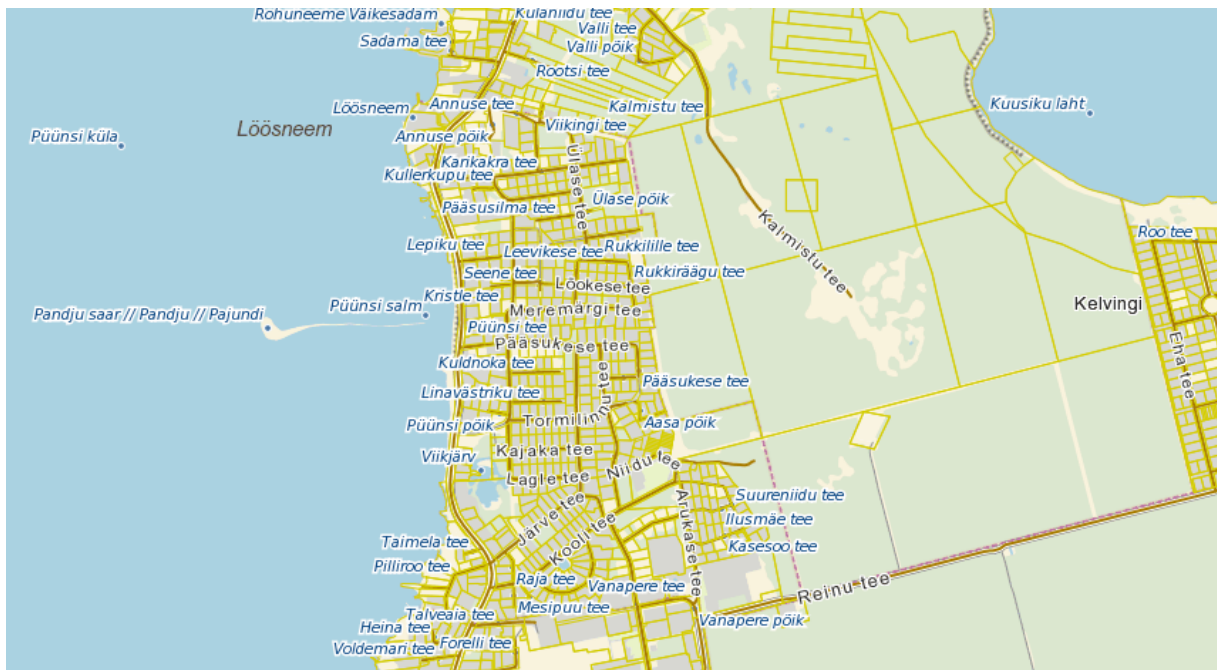 Rohuneeme Väikesadam
Külaniidu tee
Valli tee
Sadama tee
Valli põik
Rootsi tee
Lõõsneem
Annuse tee
Kalmistu tee
Kuusiku laht
Püünsi küla
Lõõsneem
Viikingi tee
Annuse põik
Karikakra tee
Ülase tee
Kullerkupu tee
Ülase põik
Pääsusilma tee
Kalmistu tee
Roo tee
Lepiku tee
Leevikese tee
Rukkilille tee
Seene tee
Rukkiräägu tee
Lõokese tee
Kristle tee
Kelvingi
Pandju saar // Pandju // Pajundi
Püünsi salm
Meremärgi tee
Püünsi tee
Pääsukese tee
Eha tee
Kuldnoka tee
Pääsukese tee
Linavästriku tee
Tormilinnu tee
Püünsi põik
Aasa põik
Kajaka tee
Viikjärv
Niidu tee
Lagle tee
Suureniidu tee
Arukase tee
Järve tee
Kooli tee
Ilusmäe tee
Taimela tee
Kasesoo tee
Pilliroo tee
Raja tee
Vanapere tee
Reinu tee
Mesipuu tee
Talveaia tee
Vanapere põik
Heina tee
Voldemari tee
Forelli tee